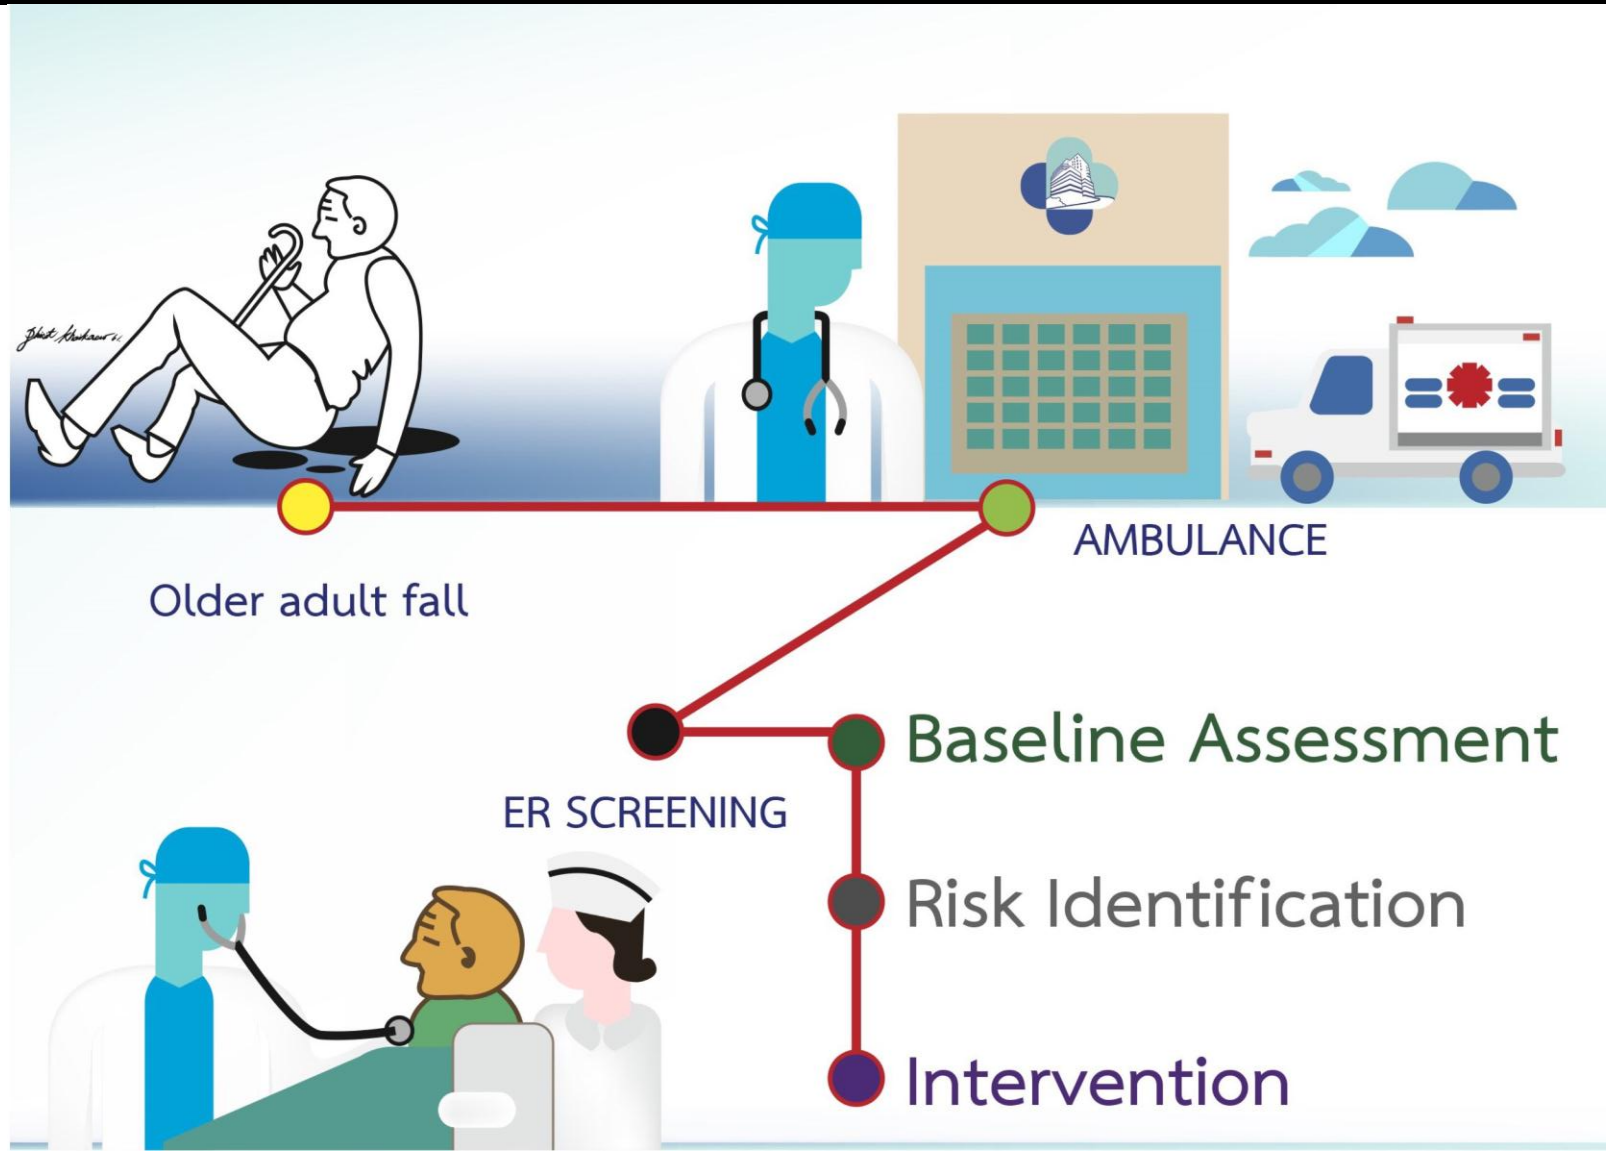 AMBULANCE
Older adult fall
Baseline Assessment
ER SCREENING
Risk Identification
Intervention